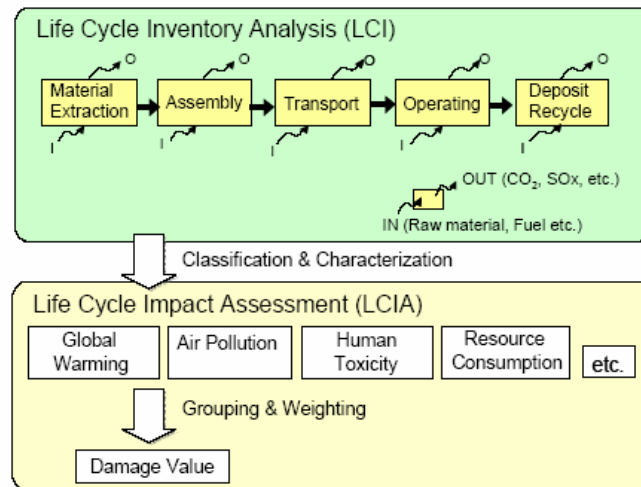 Life Cycle Inventory Analysis (LCI)
O O O O O
Material
Extraction
Assembly
Transport
Operating
Deposit
Recycle
I I I I I
OUT (CO₂, SOx, etc.)
IN (Raw material, Fuel etc.)
Classification & Characterization
Life Cycle Impact Assessment (LCIA)
Global
Warming
Air Pollution
Human
Toxicity
Resource
Consumption
etc.
Grouping & Weighting
Damage Value